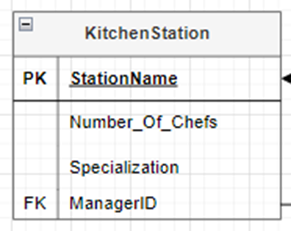 KitchenStation
PK StationName
Number_Of_Chefs
Specialization
FK ManagerID